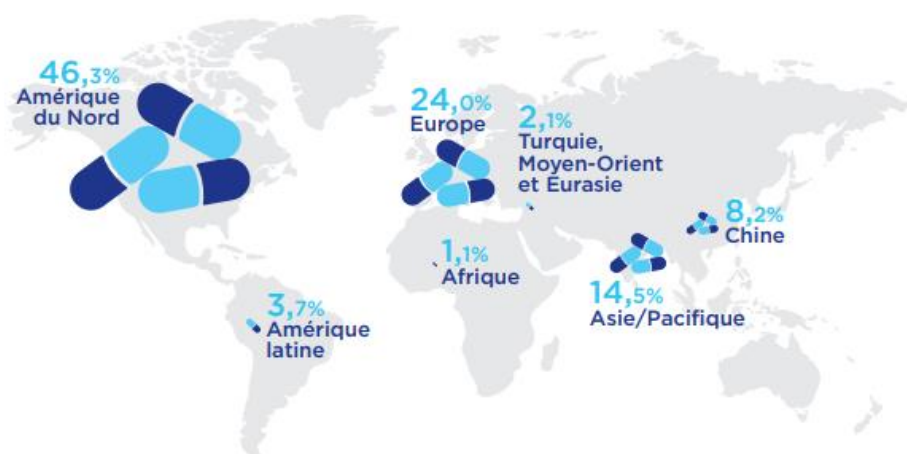 46,3%
Amérique
du Nord
24,0%
Europe
2,1%
Turquie,
Moyen-Orient
et Eurasie
8,2%
Chine
1,1%
Afrique
14,5%
Asie/Pacifique
3,7%
Amérique
latine